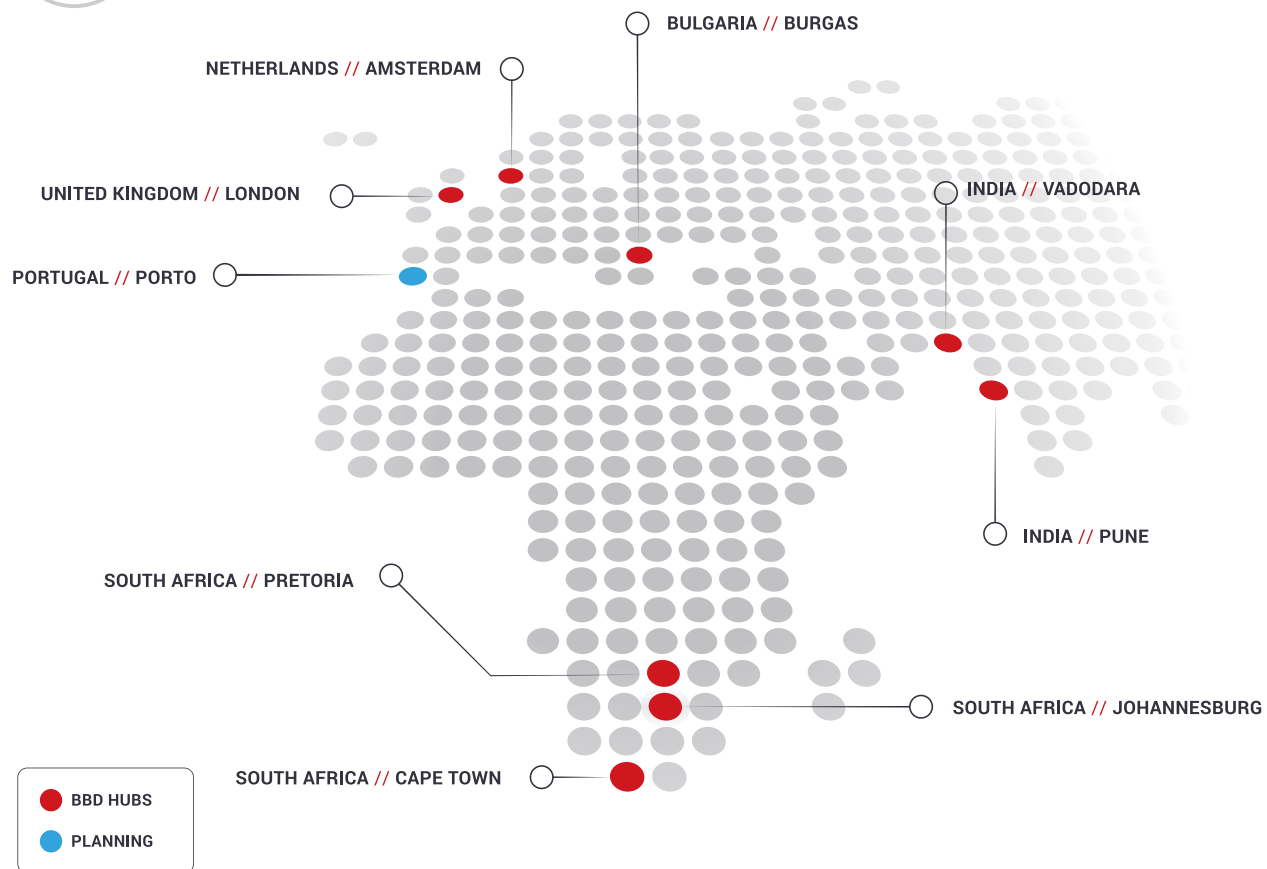 BULGARIA // BURGAS
NETHERLANDS // AMSTERDAM
UNITED KINGDOM // LONDON
INDIA // VADODARA
PORTUGAL // PORTO
INDIA // PUNE
SOUTH AFRICA // PRETORIA
SOUTH AFRICA // JOHANNESBURG
SOUTH AFRICA // CAPE TOWN
BBD HUBS
PLANNING